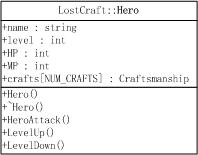 LostCraft::Hero
+name : string
+level : int
+HP : int
+MP : int
+crafts[NUM_CRAFTS] : Craftsmanship
+Hero()
+~Hero()
+HeroAttack()
+LevelUp()
+LevelDown()